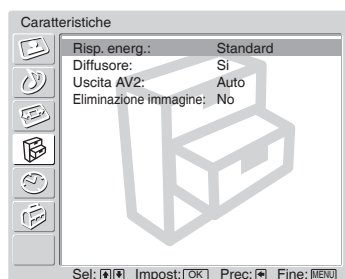 Caratteristiche
Risp. energ.: Standard
Diffusore: Si
Uscita AV2: Auto
Eliminazione immagine: No
Sel: Impost: OK Prec: Fine: MENU